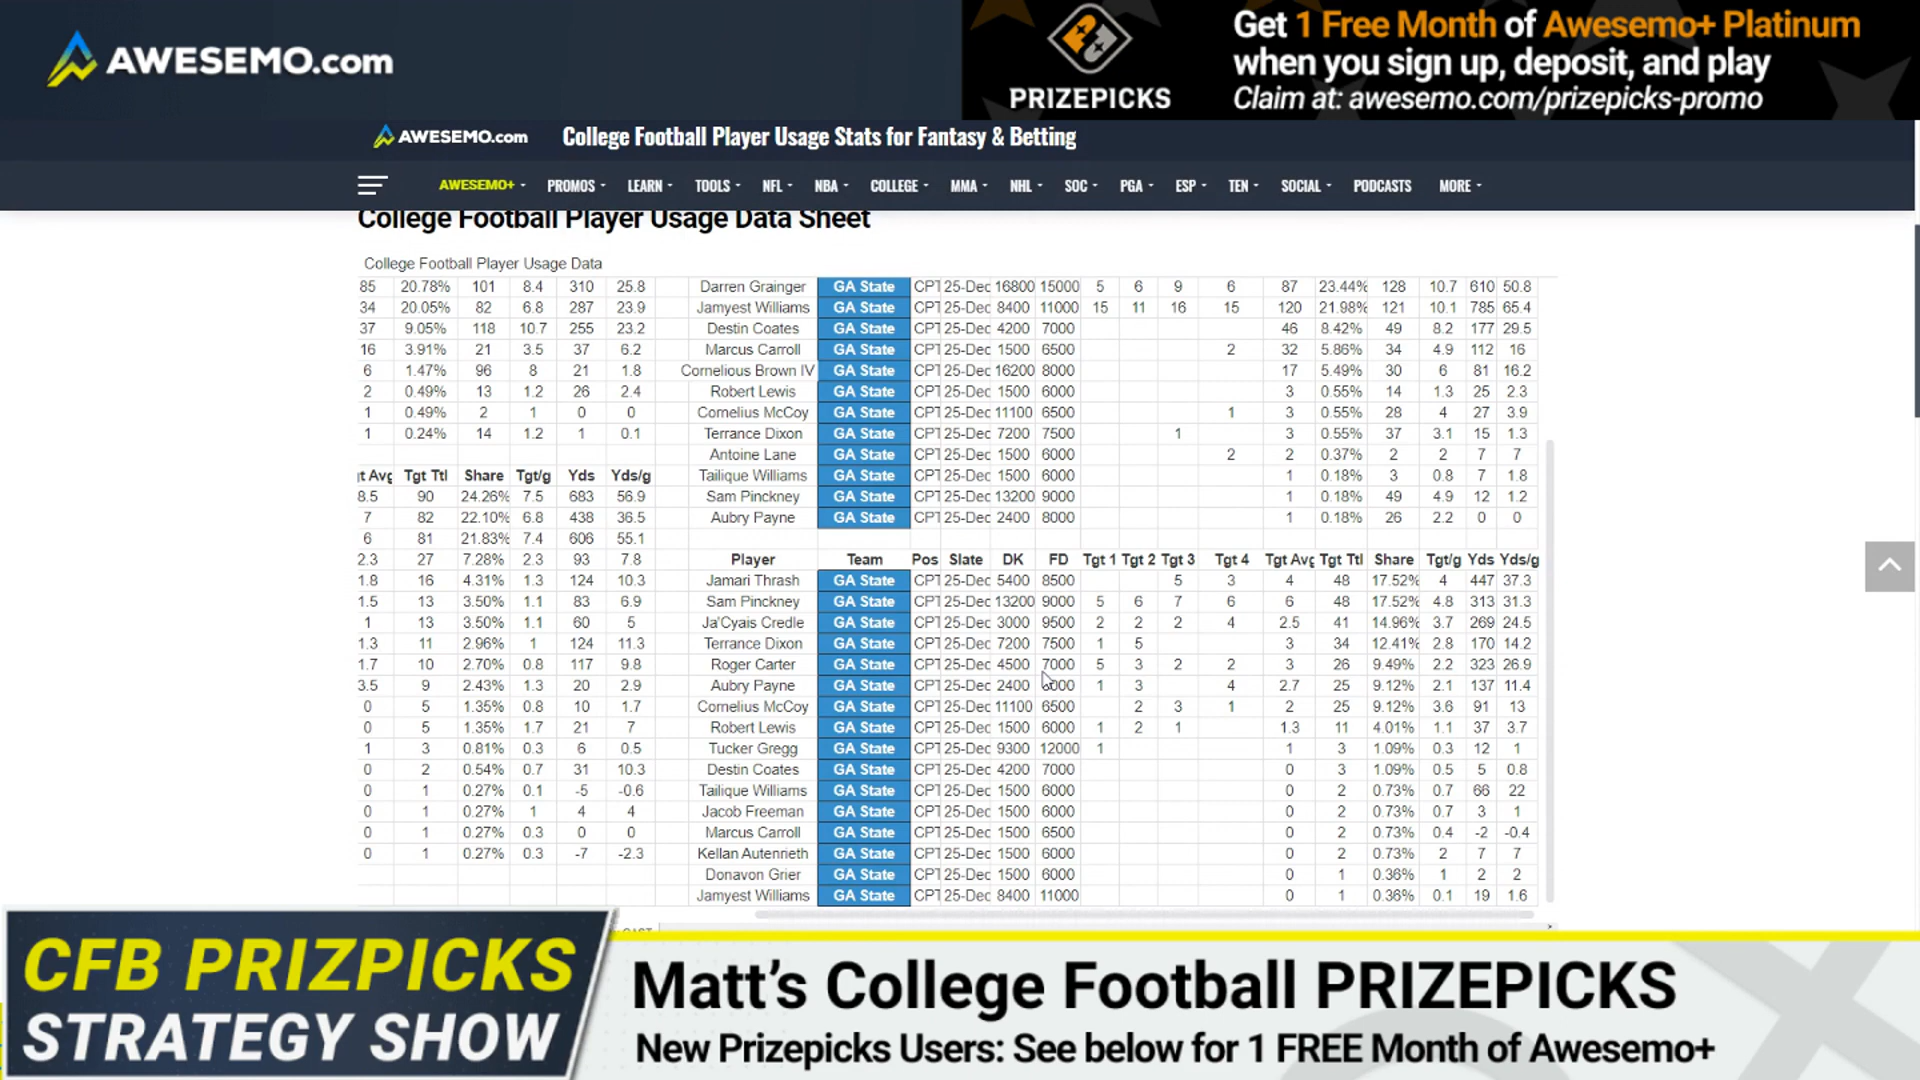 AWESEMO.com
PRIZEPICKS
Get 1 Free Month of Awesemo+ Platinum
when you sign up, deposit, and play
Claim at: awesemo.com/prizepicks-promo
AWESEMO.com College Football Player Usage Stats for Fantasy & Betting
AWESEMO+ PROMOS LEARN TOOLS NFL NBA COLLEGE MMA NHL SOC PGA ESP TEN SOCIAL PODCASTS MORE
College Football Player Usage Data Sheet
College Football Player Usage Data
85 20.78% 101 8.4 310 25.8 Darren Grainger GA State CPT 25-Dec 16800 15000 5 6 9 6 87 23.44% 128 10.7 610 50.8
34 20.05% 82 6.8 287 23.9 Jamyest Williams GA State CPT 25-Dec 8400 11000 15 11 16 15 120 21.98% 121 10.1 785 65.4
37 9.05% 118 10.7 255 23.2 Destin Coates GA State CPT 25-Dec 4200 7000 46 8.42% 49 8.2 177 29.5
16 3.91% 21 3.5 37 6.2 Marcus Carroll GA State CPT 25-Dec 1500 6500 2 32 5.86% 34 4.9 112 16
6 1.47% 96 8 21 1.8 Cornelious Brown IV GA State CPT 25-Dec 16200 8000 17 5.49% 30 6 81 16.2
2 0.49% 13 1.2 26 2.4 Robert Lewis GA State CPT 25-Dec 1500 6000 3 0.55% 14 1.3 25 2.3
1 0.49% 2 1 0 0 Cornelius McCoy GA State CPT 25-Dec 11100 6500 1 3 0.55% 28 4 27 3.9
1 0.24% 14 1.2 1 0.1 Terrance Dixon GA State CPT 25-Dec 7200 7500 1 3 0.55% 37 3.1 15 1.3
Antoine Lane GA State CPT 25-Dec 1500 6000 2 2 0.37% 2 2 7 7
gt Avg Tgt Ttl Share Tgt/g Yds Yds/g Tailique Williams GA State CPT 25-Dec 1500 6000 1 0.18% 3 0.8 7 1.8
8.5 90 24.26% 7.5 683 56.9 Sam Pinckney GA State CPT 25-Dec 13200 9000 1 0.18% 49 4.9 12 1.2
7 82 22.10% 6.8 438 36.5 Aubry Payne GA State CPT 25-Dec 2400 8000 1 0.18% 26 2.2 0 0
6 81 21.83% 7.4 606 55.1
2.3 27 7.28% 2.3 93 7.8 Player Team Pos Slate DK FD Tgt 1 Tgt 2 Tgt 3 Tgt 4 Tgt Avg Tgt Ttl Share Tgt/g Yds Yds/g
1.8 16 4.31% 1.3 124 10.3 Jamari Thrash GA State CPT 25-Dec 5400 8500 5 3 4 48 17.52% 4 447 37.3
1.5 13 3.50% 1.1 83 6.9 Sam Pinckney GA State CPT 25-Dec 13200 9000 5 6 7 6 6 48 17.52% 4.8 313 31.3
1 13 3.50% 1.1 60 5 Ja'Cyais Credle GA State CPT 25-Dec 3000 9500 2 2 2 4 2.5 41 14.96% 3.7 269 24.5
1.3 11 2.96% 1 124 11.3 Terrance Dixon GA State CPT 25-Dec 7200 7500 1 5 3 34 12.41% 2.8 170 14.2
1.7 10 2.70% 0.8 117 9.8 Roger Carter GA State CPT 25-Dec 4500 7000 5 3 2 2 3 26 9.49% 2.2 323 26.9
3.5 9 2.43% 1.3 20 2.9 Aubry Payne GA State CPT 25-Dec 2400 000 1 3 4 2.7 25 9.12% 2.1 137 11.4
0 5 1.35% 0.8 10 1.7 Cornelius McCoy GA State CPT 25-Dec 11100 6500 2 3 1 2 25 9.12% 3.6 91 13
0 5 1.35% 1.7 21 7 Robert Lewis GA State CPT 25-Dec 1500 6000 1 2 1 1.3 11 4.01% 1.1 37 3.7
1 3 0.81% 0.3 6 0.5 Tucker Gregg GA State CPT 25-Dec 9300 12000 1 1 3 1.09% 0.3 12 1
0 2 0.54% 0.7 31 10.3 Destin Coates GA State CPT 25-Dec 4200 7000 0 3 1.09% 0.5 5 0.8
0 1 0.27% 0.1 -5 -0.6 Tailique Williams GA State CPT 25-Dec 1500 6000 0 2 0.73% 0.7 66 22
0 1 0.27% 1 4 4 Jacob Freeman GA State CPT 25-Dec 1500 6000 0 2 0.73% 0.7 3 1
0 1 0.27% 0.3 0 0 Marcus Carroll GA State CPT 25-Dec 1500 6500 0 2 0.73% 0.4 -2 -0.4
0 1 0.27% 0.3 -7 -2.3 Kellan Autenrieth GA State CPT 25-Dec 1500 6000 0 2 0.73% 2 7 7
Donavon Grier GA State CPT 25-Dec 1500 6000 0 1 0.36% 1 2 2
Jamyest Williams GA State CPT 25-Dec 8400 11000 0 1 0.36% 0.1 19 1.6
CFB PRIZPICKS
STRATEGY SHOW
Matt's College Football PRIZEPICKS
New Prizepicks Users: See below for 1 FREE Month of Awesemo+